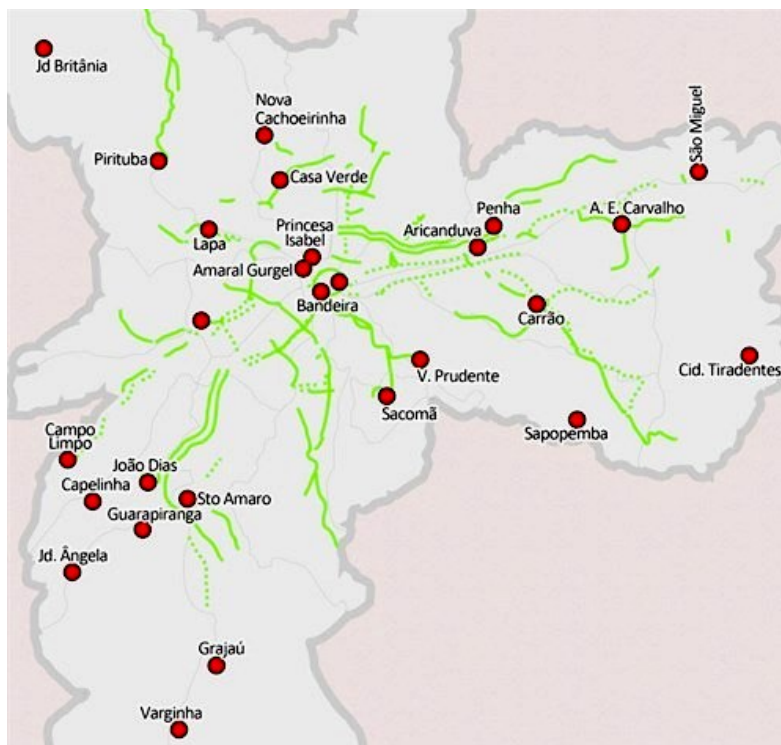 Jd Britânia
Nova
Cachoeirinha
São Miguel
Pirituba
Casa Verde
Penha
A. E. Carvalho
Lapa
Princesa
Isabel
Aricanduva
Amaral Gurgel
Bandeira
Carrão
V. Prudente
Cid. Tiradentes
Sacomã
Sapopemba
Campo
Limpo
João Dias
Capelinha
Sto Amaro
Guarapiranga
Jd. Ângela
Grajaú
Varginha